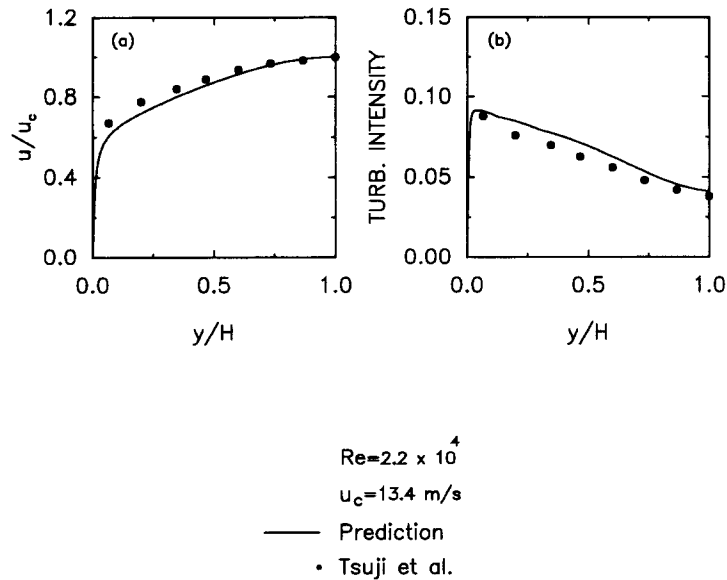 (a)
1.2
0.8
0.4
0.0
u/u_c
0.0
0.5
1.0
y/H
(b)
0.15
0.10
0.05
0.00
TURB. INTENSITY
0.0
0.5
1.0
y/H
Re=2.2 x 10^4
u_c=13.4 m/s
Prediction
Tsuji et al.